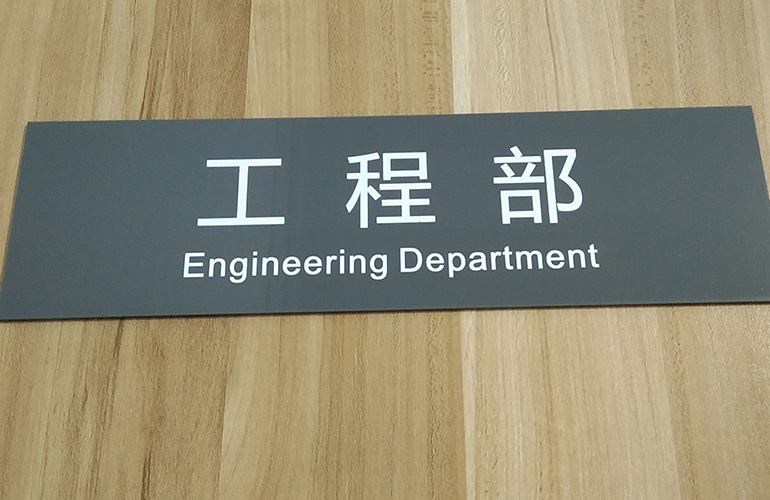 工程部
Engineering Department